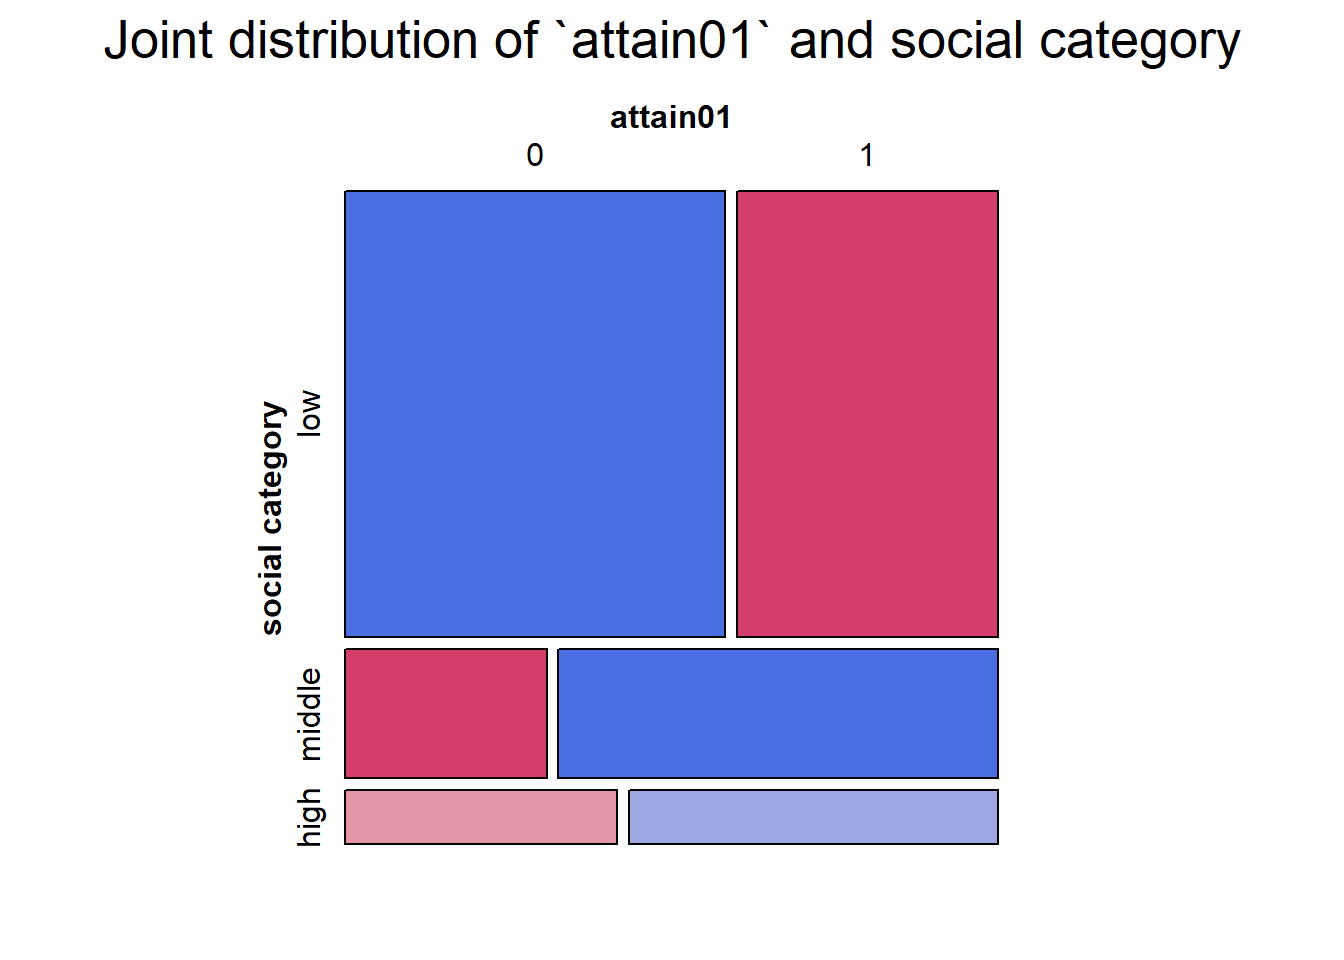 Joint distribution of `attain01` and social category
attain01
0 1
social category
low
middle
high